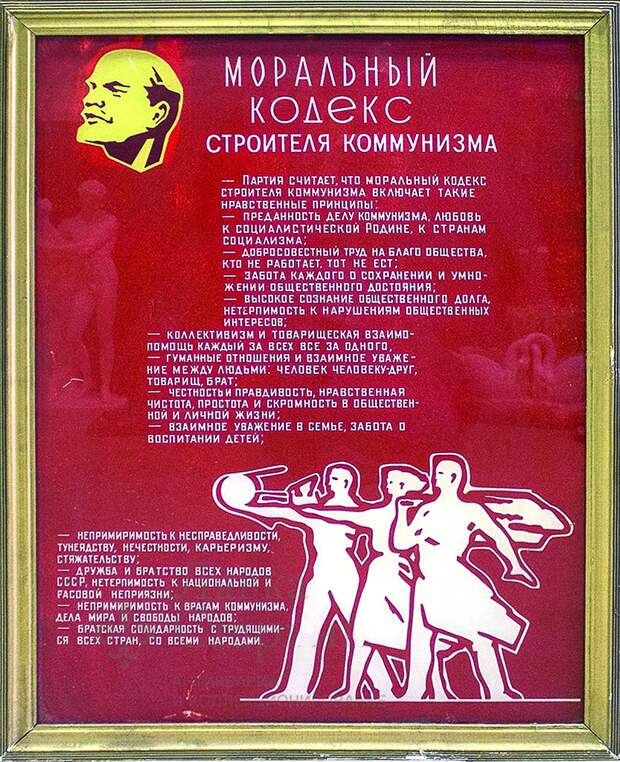 МОРАЛЬНЫЙ
КОДЕКС
СТРОИТЕЛЯ КОММУНИЗМА
— ПАРТИЯ СЧИТАЕТ, ЧТО МОРАЛЬНЫЙ КОДЕКС
СТРОИТЕЛЯ КОММУНИЗМА ВКЛЮЧАЕТ ТАКИЕ
НРАВСТВЕННЫЕ ПРИНЦИПЫ:
— ПРЕДАННОСТЬ ДЕЛУ КОММУНИЗМА, ЛЮБОВЬ
К СОЦИАЛИСТИЧЕСКОЙ РОДИНЕ, К СТРАНАМ
СОЦИАЛИЗМА;
— ДОБРОСОВЕСТНЫЙ ТРУД НА БЛАГО ОБЩЕСТВА,
КТО НЕ РАБОТАЕТ, ТОТ НЕ ЕСТ;
— ЗАБОТА КАЖДОГО О СОХРАНЕНИИ И УМНО-
ЖЕНИИ ОБЩЕСТВЕННОГО ДОСТОЯНИЯ;
— ВЫСОКОЕ СОЗНАНИЕ ОБЩЕСТВЕННОГО ДОЛГА,
НЕТЕРПИМОСТЬ К НАРУШЕНИЯМ ОБЩЕСТВЕННЫХ
ИНТЕРЕСОВ;
— КОЛЛЕКТИВИЗМ И ТОВАРИЩЕСКАЯ ВЗАИМО-
ПОМОЩЬ КАЖДЫЙ ЗА ВСЕХ ВСЕ ЗА ОДНОГО,
— ГУМАННЫЕ ОТНОШЕНИЯ И ВЗАИМНОЕ УВАЖЕ-
НИЕ МЕЖДУ ЛЮДЬМИ: ЧЕЛОВЕК ЧЕЛОВЕКУ-ДРУГ,
ТОВАРИЩ, БРАТ;
— ЧЕСТНОСТЬ И ПРАВДИВОСТЬ, НРАВСТВЕННАЯ
ЧИСТОТА, ПРОСТОТА И СКРОМНОСТЬ В ОБЩЕСТВЕН-
НОЙ И ЛИЧНОЙ ЖИЗНИ;
— ВЗАИМНОЕ УВАЖЕНИЕ В СЕМЬЕ, ЗАБОТА О
ВОСПИТАНИИ ДЕТЕЙ;
— НЕПРИМИРИМОСТЬ К НЕСПРАВЕДЛИВОСТИ,
ТУНЕЯДСТВУ, НЕЧЕСТНОСТИ, КАРЬЕРИЗМУ,
СТЯЖАТЕЛЬСТВУ;
— ДРУЖБА И БРАТСТВО ВСЕХ НАРОДОВ
СССР, НЕТЕРПИМОСТЬ К НАЦИОНАЛЬНОЙ И
РАСОВОЙ НЕПРИЯЗНИ;
— НЕПРИМИРИМОСТЬ К ВРАГАМ КОММУНИЗМА,
ДЕЛА МИРА И СВОБОДЫ НАРОДОВ;
— БРАТСКАЯ СОЛИДАРНОСТЬ С ТРУДЯЩИМИ-
СЯ ВСЕХ СТРАН, СО ВСЕМИ НАРОДАМИ.